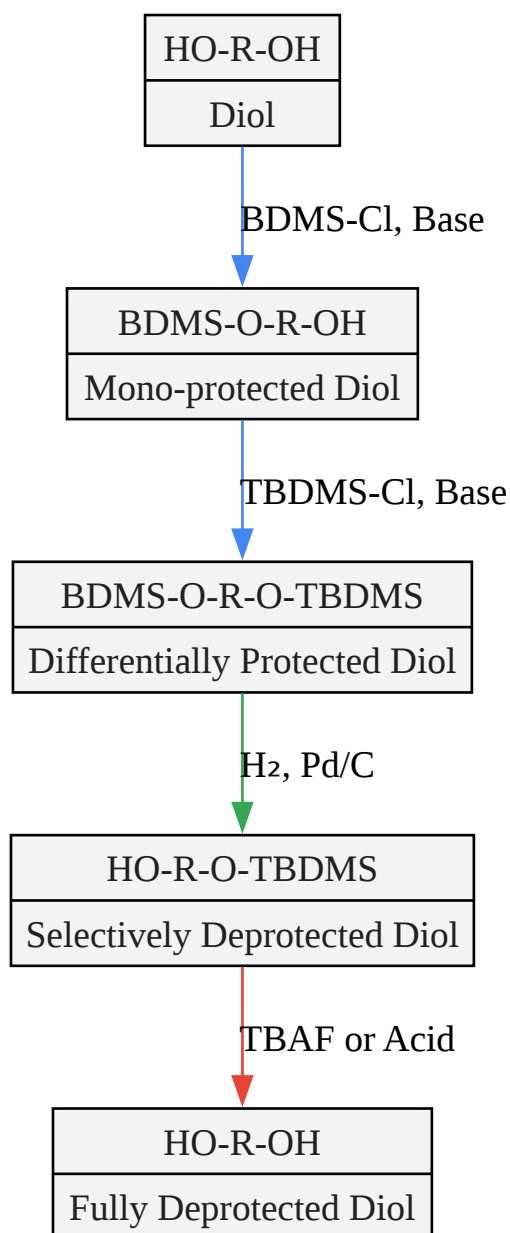 HO-R-OH
Diol
BDMS-Cl, Base
BDMS-O-R-OH
Mono-protected Diol
TBDMS-Cl, Base
BDMS-O-R-O-TBDMS
Differentially Protected Diol
H₂, Pd/C
HO-R-O-TBDMS
Selectively Deprotected Diol
TBAF or Acid
HO-R-OH
Fully Deprotected Diol